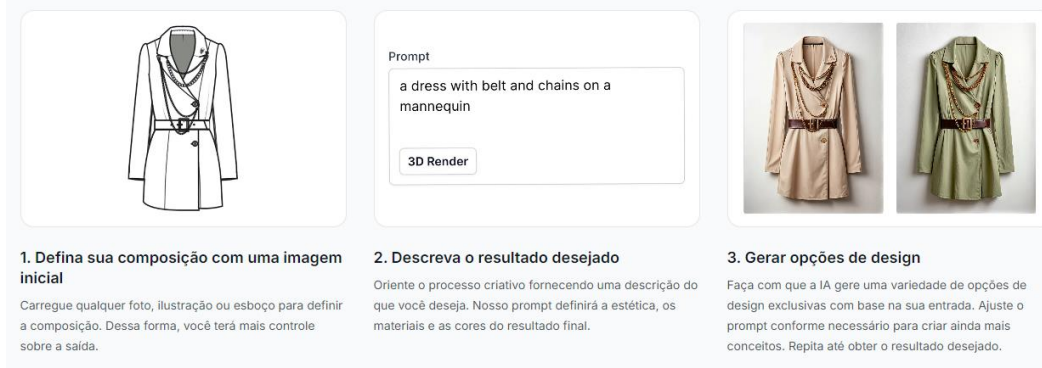 Prompt
a dress with belt and chains on a
mannequin
3D Render
1. Defina sua composição com uma imagem
inicial
Carregue qualquer foto, ilustração ou esboço para definir
a composição. Dessa forma, você terá mais controle
sobre a saída.
2. Descreva o resultado desejado
Oriente o processo criativo fornecendo uma descrição do
que você deseja. Nosso prompt definirá a estética, os
materiais e as cores do resultado final.
3. Gerar opções de design
Faça com que a IA gere uma variedade de opções de
design exclusivas com base na sua entrada. Ajuste o
prompt conforme necessário para criar ainda mais
conceitos. Repita até obter o resultado desejado.